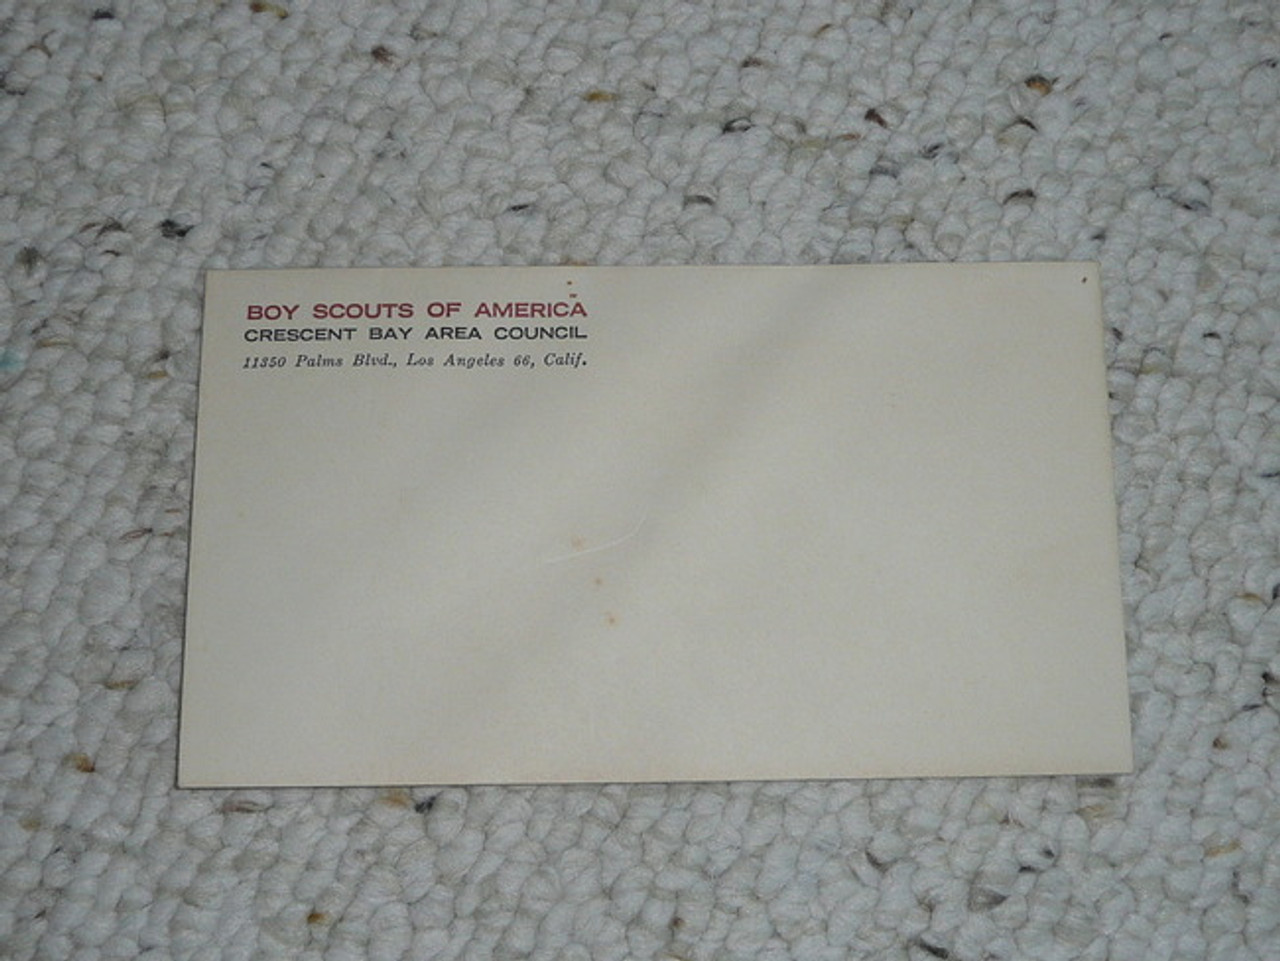 BOY SCOUTS OF AMERICA
CRESCENT BAY AREA COUNCIL
11350 Palms Blvd., Los Angeles 66, Calif.